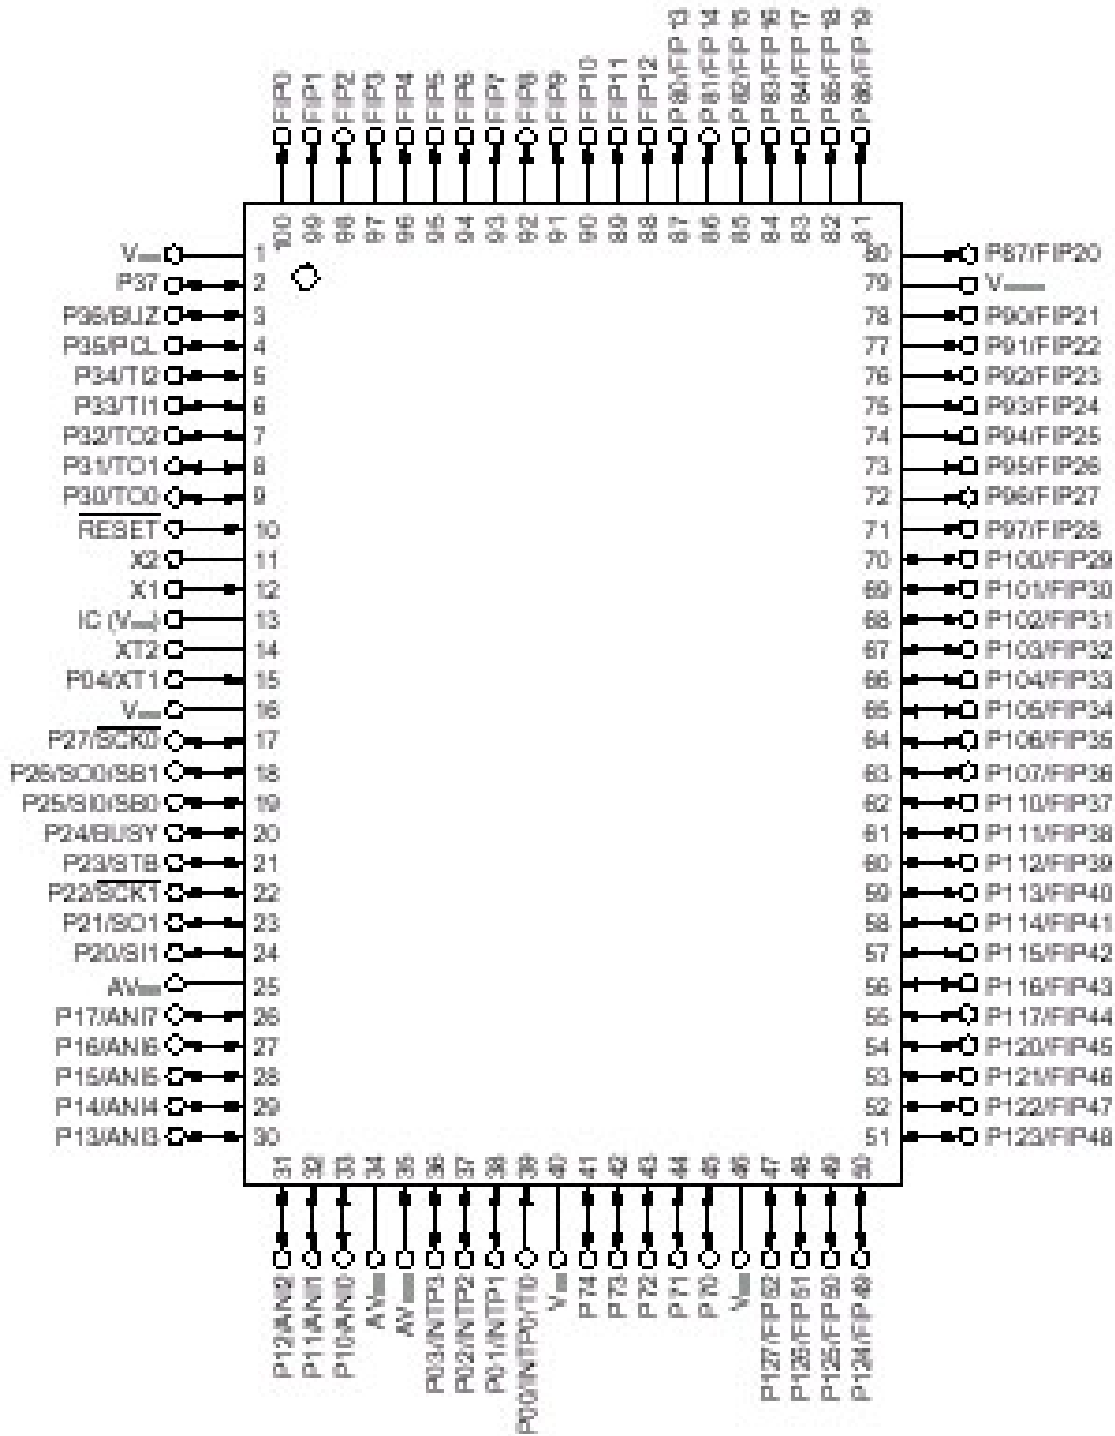 FIP0
FIP1
FIP2
FIP3
FIP4
FIP5
FIP6
FIP7
FIP8
FIP9
FIP10
FIP11
FIP12
P80/FIP13
P81/FIP14
P82/FIP15
P83/FIP16
P84/FIP17
P85/FIP18
P86/FIP19
100
99
98
97
96
95
94
93
92
91
90
89
88
87
86
85
84
83
82
81
1
P37 2
P36/BUZ 3
P35/PCL 4
P34/TI2 5
P33/TI1 6
P32/TO2 7
P31/TO1 8
P30/TO0 9
RESET 10
X2 11
X1 12
IC 13
XT2 14
P04/XT1 15
16
P27/SCK0 17
P26/SO0/SB1 18
P25/SI0/SB0 19
P24/BUSY 20
P23/STB 21
P22/SCK1 22
P21/SO1 23
P20/SI1 24
25
P17/ANI7 26
P16/ANI6 27
P15/ANI5 28
P14/ANI4 29
P13/ANI3 30
80 P87/FIP20
79
78 P90/FIP21
77 P91/FIP22
76 P92/FIP23
75 P93/FIP24
74 P94/FIP25
73 P95/FIP26
72 P96/FIP27
71 P97/FIP28
70 P100/FIP29
69 P101/FIP30
68 P102/FIP31
67 P103/FIP32
66 P104/FIP33
65 P105/FIP34
64 P106/FIP35
63 P107/FIP36
62 P110/FIP37
61 P111/FIP38
60 P112/FIP39
59 P113/FIP40
58 P114/FIP41
57 P115/FIP42
56 P116/FIP43
55 P117/FIP44
54 P120/FIP45
53 P121/FIP46
52 P122/FIP47
51 P123/FIP48
31
32
33
34
35
36
37
38
39
40
41
42
43
44
45
46
47
48
49
50
P12/ANI2
P11/ANI1
P10/ANI0
P03/INTP3
P02/INTP2
P01/INTP1
P00/INTP0/TI0
P74
P73
P72
P71
P70
P127/FIP52
P126/FIP51
P125/FIP50
P124/FIP49